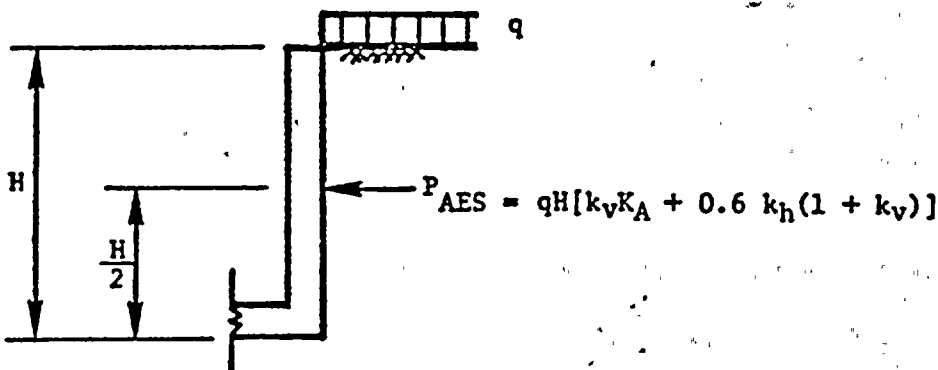 q
H
H
2
P_AES = qH[k_vK_A + 0.6 k_h(1 + k_v)]